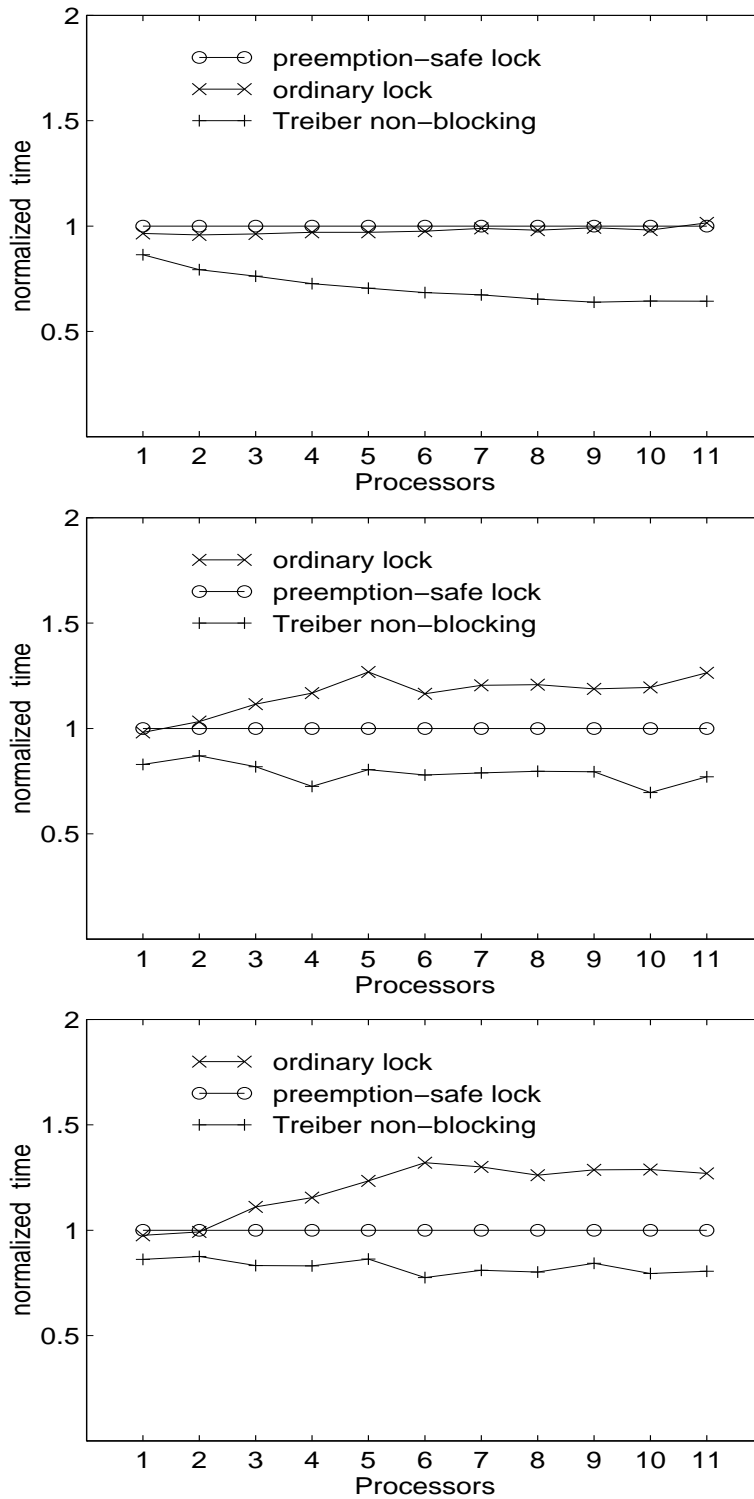 2
preemption−safe lock
ordinary lock
Treiber non−blocking
1.5
1
0.5
normalized time
1 2 3 4 5 6 7 8 9 10 11
Processors
2
ordinary lock
preemption−safe lock
Treiber non−blocking
1.5
1
0.5
normalized time
1 2 3 4 5 6 7 8 9 10 11
Processors
2
ordinary lock
preemption−safe lock
Treiber non−blocking
1.5
1
0.5
normalized time
1 2 3 4 5 6 7 8 9 10 11
Processors